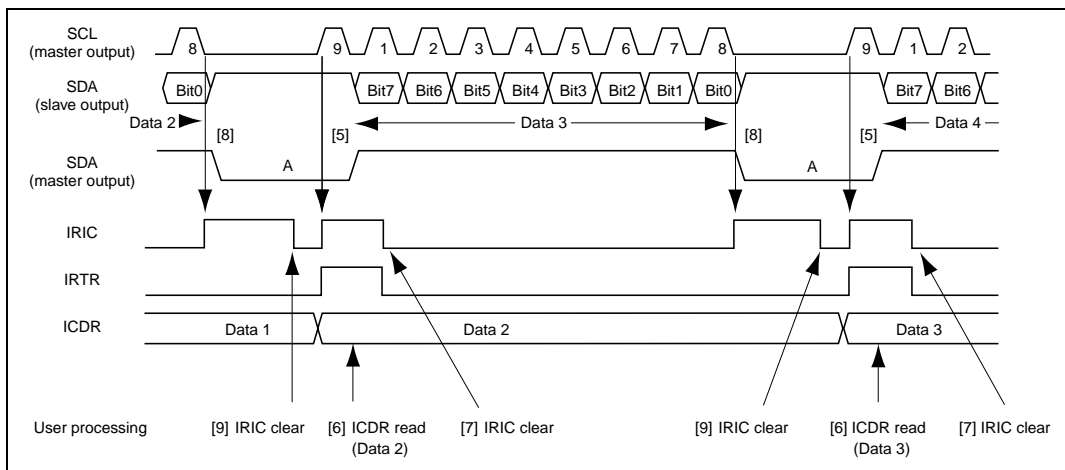 SCL
(master output)
8 9 1 2 3 4 5 6 7 8 9 1 2
SDA
(slave output)
Bit0 Bit7 Bit6 Bit5 Bit4 Bit3 Bit2 Bit1 Bit0 Bit7 Bit6
Data 2 [8] [5] Data 3 [8] [5] Data 4
SDA
(master output)
A A
IRIC
IRTR
ICDR
Data 1 Data 2 Data 3
User processing
[9] IRIC clear
[6] ICDR read
(Data 2)
[7] IRIC clear
[9] IRIC clear
[6] ICDR read
(Data 3)
[7] IRIC clear